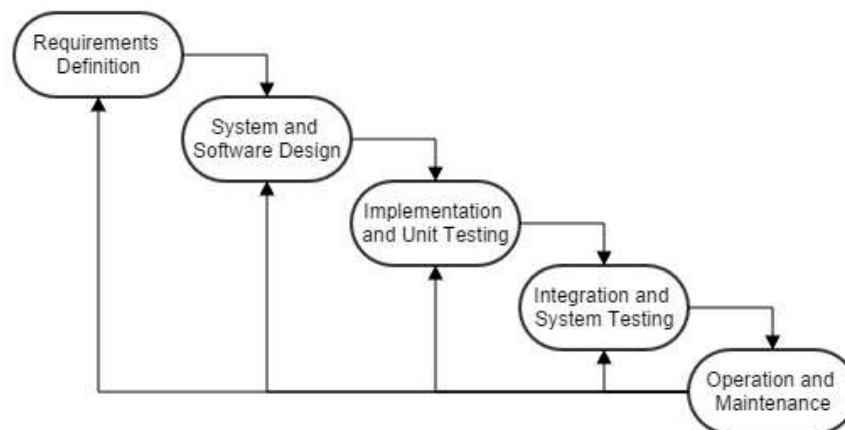 Requirements
Definition
System and
Software Design
Implementation
and Unit Testing
Integration and
System Testing
Operation and
Maintenance